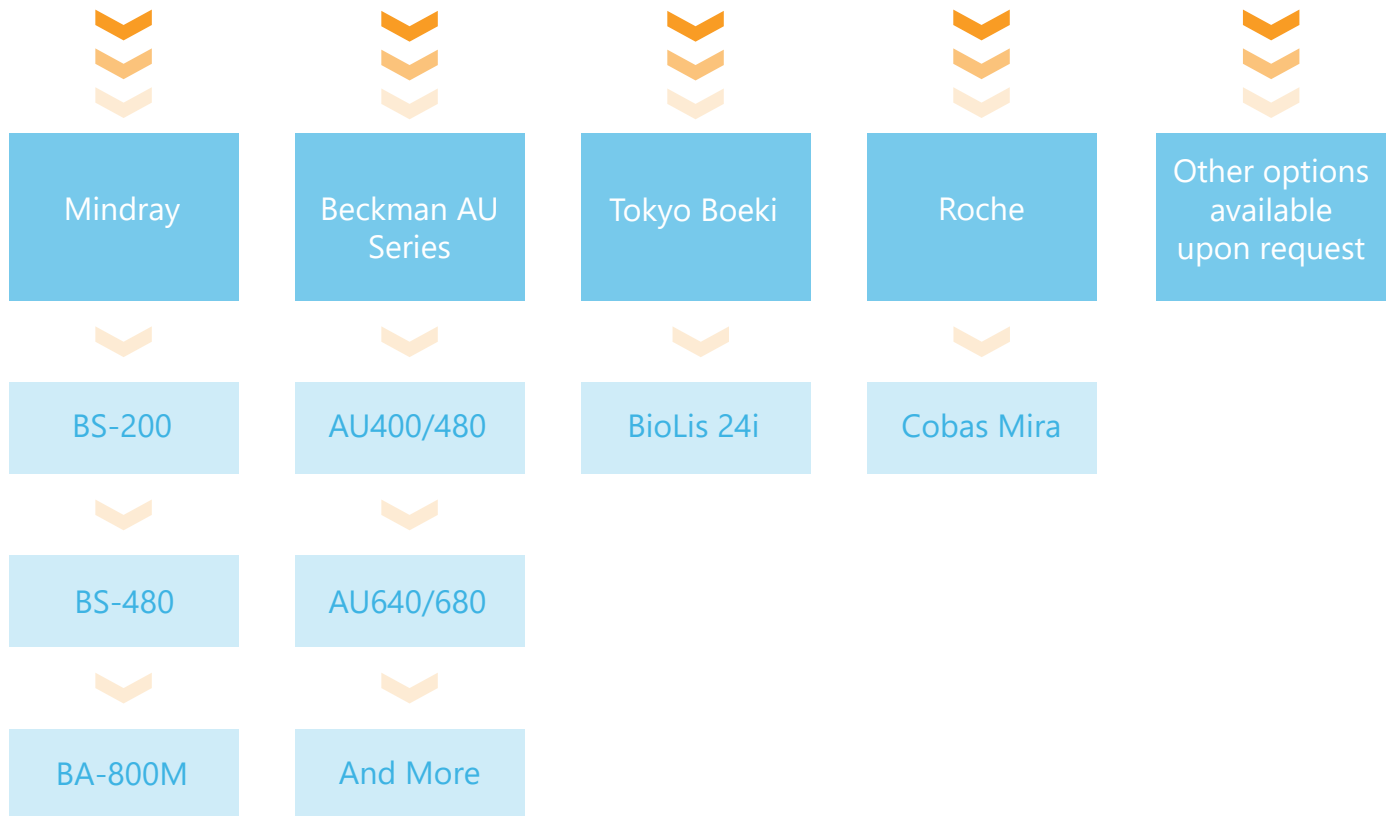 Mindray
Beckman AU
Series
Tokyo Boeki
Roche
Other options
available
upon request
BS-200
AU400/480
BioLis 24i
Cobas Mira
BS-480
AU640/680
BA-800M
And More